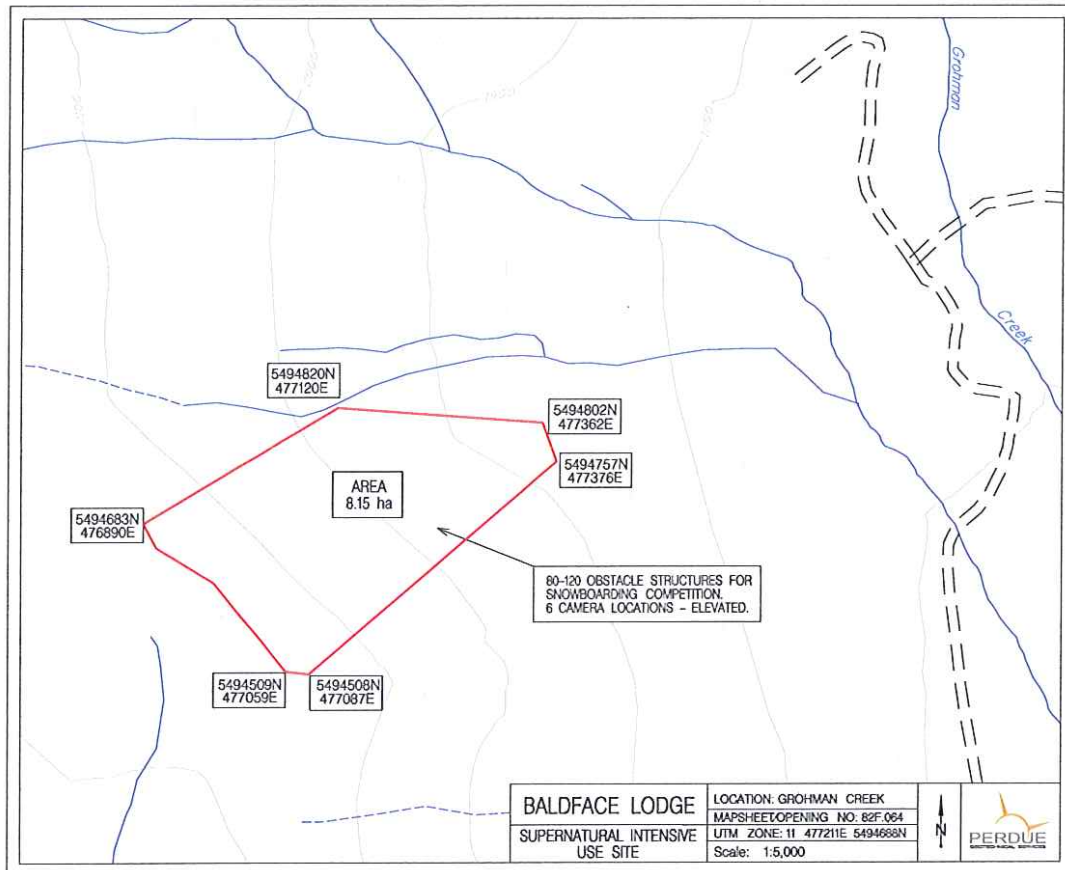 Grohman
Creek
5494820N
477120E
5494802N
477362E
5494757N
477376E
AREA
8.15 ha
5494683N
476890E
80-120 OBSTACLE STRUCTURES FOR
SNOWBOARDING COMPETITION.
6 CAMERA LOCATIONS - ELEVATED.
5494509N
477059E
5494508N
477087E
BALDFACE LODGE
SUPERNATURAL INTENSIVE
USE SITE
LOCATION: GROHMAN CREEK
MAPSHEET/OPENING NO: 82F.064
UTM ZONE: 11 477211E 5494688N
Scale: 1:5,000
N
PERDUE